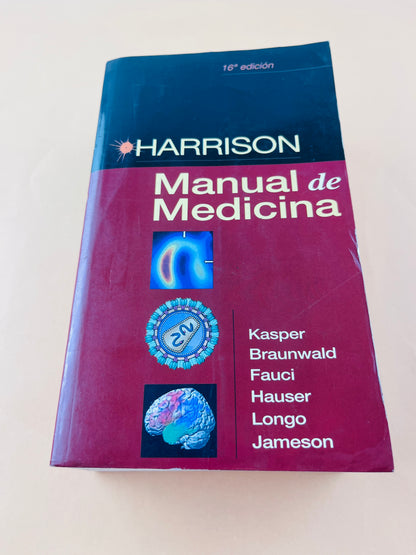 16ª edición
HARRISON
Manual de
Medicina
Kasper
Braunwald
Fauci
Hauser
Longo
Jameson